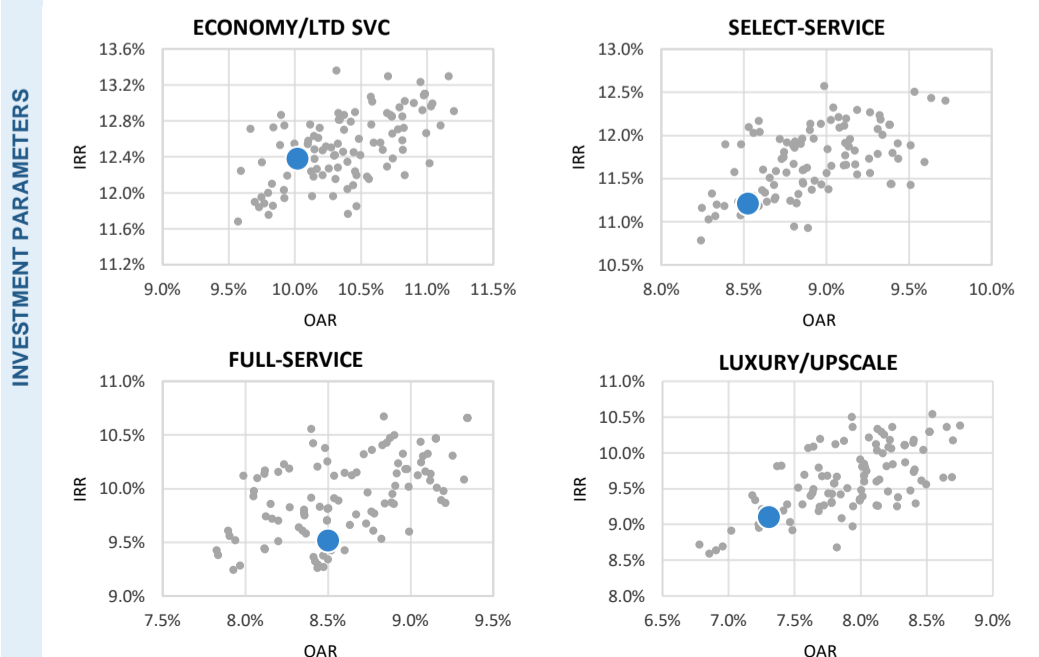 INVESTMENT PARAMETERS
ECONOMY/LTD SVC
13.6%
13.2%
12.8%
12.4%
12.0%
11.6%
11.2%
IRR
9.0% 9.5% 10.0% 10.5% 11.0% 11.5%
OAR
SELECT-SERVICE
13.0%
12.5%
12.0%
11.5%
11.0%
10.5%
IRR
8.0% 8.5% 9.0% 9.5% 10.0%
OAR
FULL-SERVICE
11.0%
10.5%
10.0%
9.5%
9.0%
IRR
7.5% 8.0% 8.5% 9.0% 9.5%
OAR
LUXURY/UPSCALE
11.0%
10.5%
10.0%
9.5%
9.0%
8.5%
8.0%
IRR
6.5% 7.0% 7.5% 8.0% 8.5% 9.0%
OAR